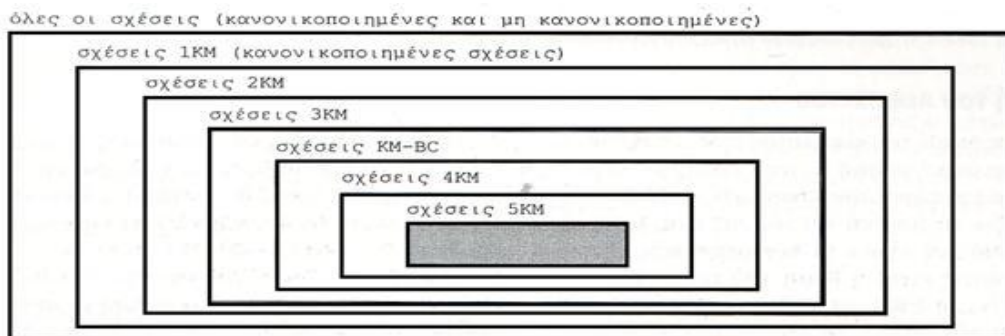 όλες οι σχέσεις (κανονικοποιημένες και μη κανονικοποιημένες)
σχέσεις 1ΚΜ (κανονικοποιημένες σχέσεις)
σχέσεις 2ΚΜ
σχέσεις 3ΚΜ
σχέσεις ΚΜ-BC
σχέσεις 4ΚΜ
σχέσεις 5ΚΜ